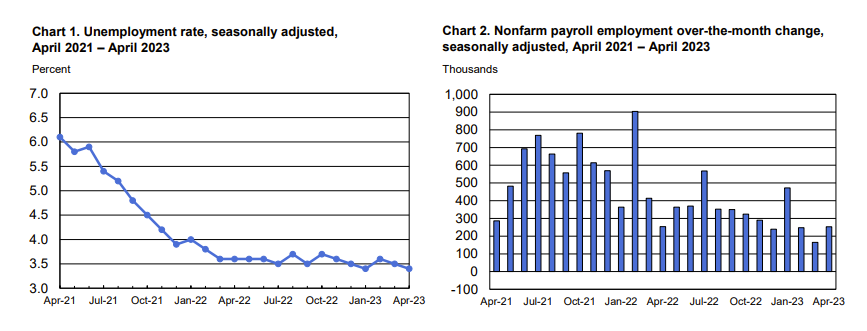 Chart 1. Unemployment rate, seasonally adjusted,
April 2021 – April 2023
Percent
7.0
6.5
6.0
5.5
5.0
4.5
4.0
3.5
3.0
Apr-21 Jul-21 Oct-21 Jan-22 Apr-22 Jul-22 Oct-22 Jan-23 Apr-23
Chart 2. Nonfarm payroll employment over-the-month change,
seasonally adjusted, April 2021 – April 2023
Thousands
1,000
900
800
700
600
500
400
300
200
100
0
-100
Apr-21 Jul-21 Oct-21 Jan-22 Apr-22 Jul-22 Oct-22 Jan-23 Apr-23